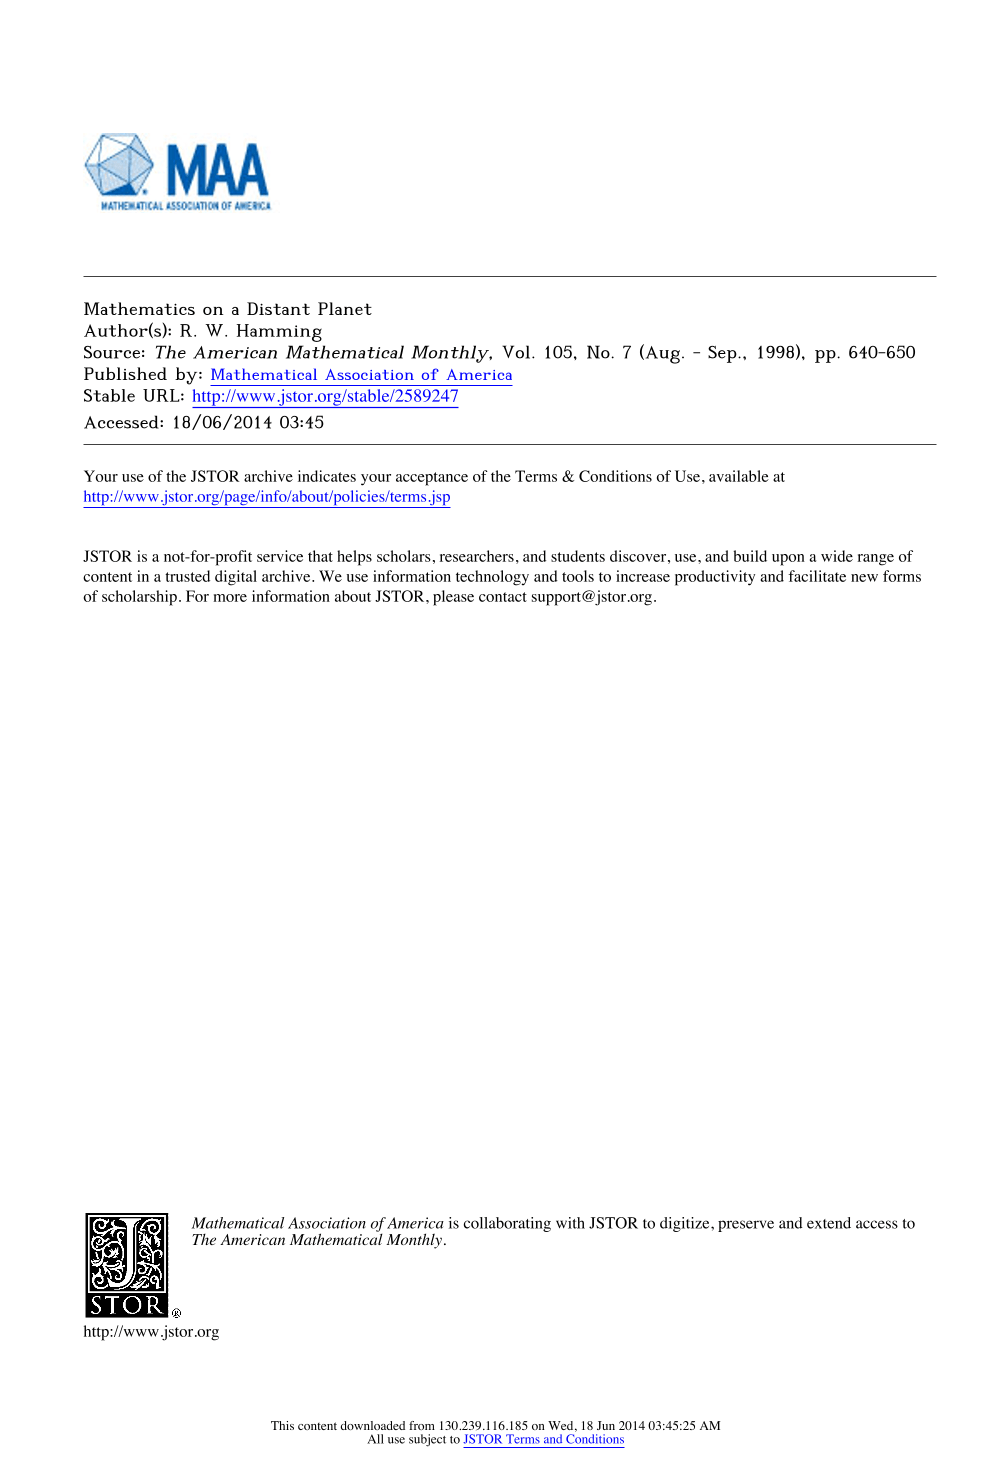 MAA
MATHEMATICAL ASSOCIATION OF AMERICA
Mathematics on a Distant Planet
Author(s): R. W. Hamming
Source: The American Mathematical Monthly, Vol. 105, No. 7 (Aug. - Sep., 1998), pp. 640-650
Published by: Mathematical Association of America
Stable URL: http://www.jstor.org/stable/2589247
Accessed: 18/06/2014 03:45
Your use of the JSTOR archive indicates your acceptance of the Terms & Conditions of Use, available at
http://www.jstor.org/page/info/about/policies/terms.jsp
JSTOR is a not-for-profit service that helps scholars, researchers, and students discover, use, and build upon a wide range of
content in a trusted digital archive. We use information technology and tools to increase productivity and facilitate new forms
of scholarship. For more information about JSTOR, please contact support@jstor.org.
Mathematical Association of America is collaborating with JSTOR to digitize, preserve and extend access to
The American Mathematical Monthly.
J
STOR ®
http://www.jstor.org
This content downloaded from 130.239.116.185 on Wed, 18 Jun 2014 03:45:25 AM
All use subject to JSTOR Terms and Conditions